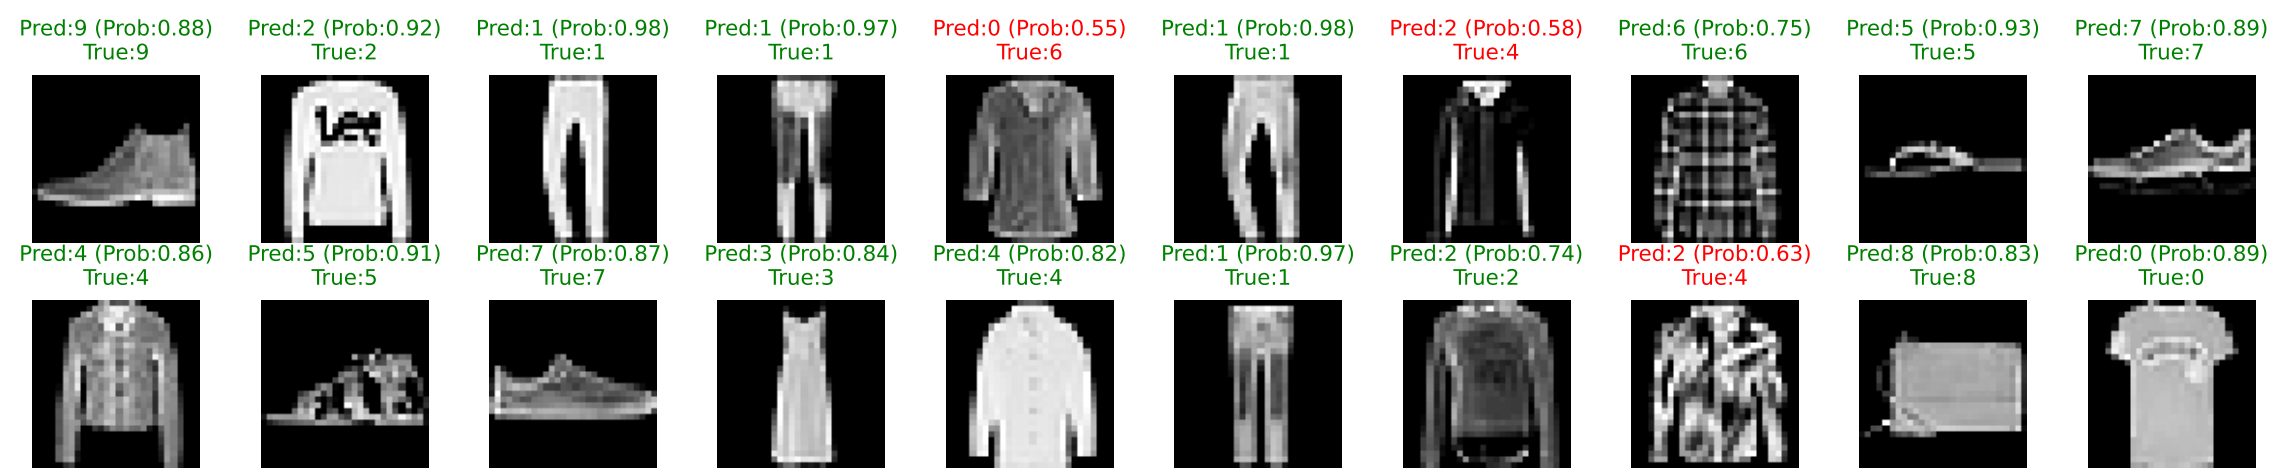 Pred:9 (Prob:0.88)
True:9
Pred:2 (Prob:0.92)
True:2
Pred:1 (Prob:0.98)
True:1
Pred:1 (Prob:0.97)
True:1
Pred:0 (Prob:0.55)
True:6
Pred:1 (Prob:0.98)
True:1
Pred:2 (Prob:0.58)
True:4
Pred:6 (Prob:0.75)
True:6
Pred:5 (Prob:0.93)
True:5
Pred:7 (Prob:0.89)
True:7
Lee
Pred:4 (Prob:0.86)
True:4
Pred:5 (Prob:0.91)
True:5
Pred:7 (Prob:0.87)
True:7
Pred:3 (Prob:0.84)
True:3
Pred:4 (Prob:0.82)
True:4
Pred:1 (Prob:0.97)
True:1
Pred:2 (Prob:0.74)
True:2
Pred:2 (Prob:0.63)
True:4
Pred:8 (Prob:0.83)
True:8
Pred:0 (Prob:0.89)
True:0